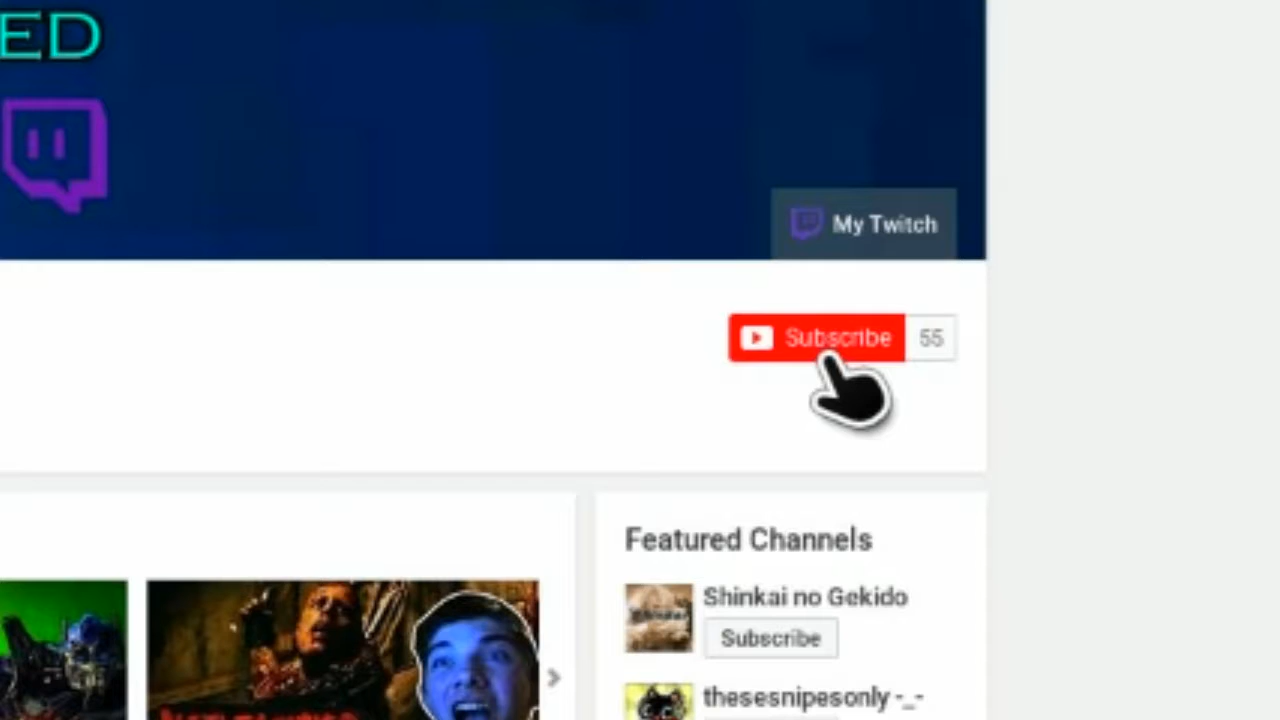 ED
My Twitch
Subscribe 55
Featured Channels
Shinkai no Gekido
Subscribe
thesesnipesonly -_-